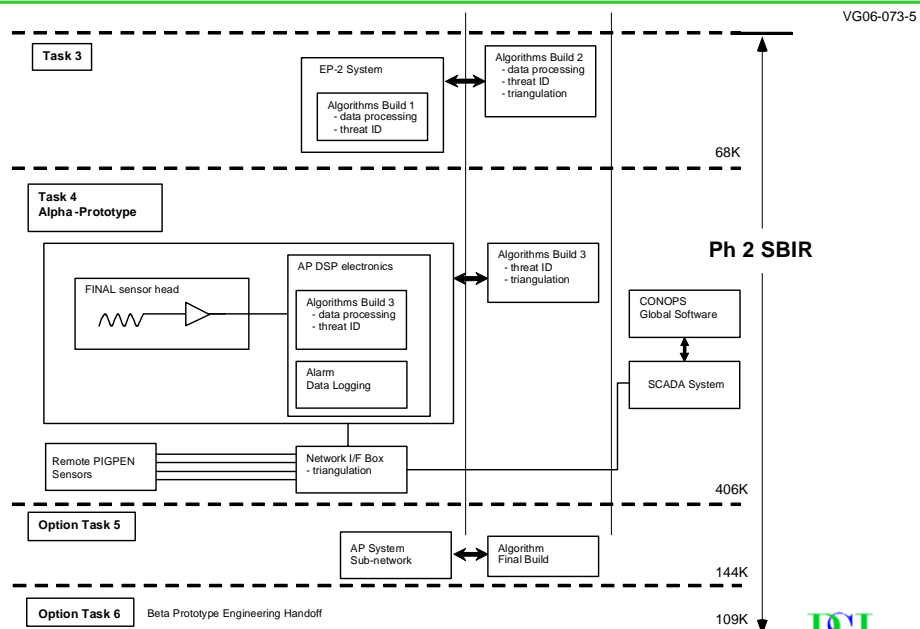 VG06-073-5
Task 3
EP-2 System
Algorithms Build 1
- data processing
- threat ID
Algorithms Build 2
- data processing
- threat ID
- triangulation
68K
Task 4
Alpha-Prototype
Ph 2 SBIR
FINAL sensor head
AP DSP electronics
Algorithms Build 3
- data processing
- threat ID
Alarm
Data Logging
Algorithms Build 3
- threat ID
- triangulation
CONOPS
Global Software
SCADA System
Remote PIGPEN
Sensors
Network I/F Box
- triangulation
406K
Option Task 5
AP System
Sub-network
Algorithm
Final Build
144K
Option Task 6
Beta Prototype Engineering Handoff
109K